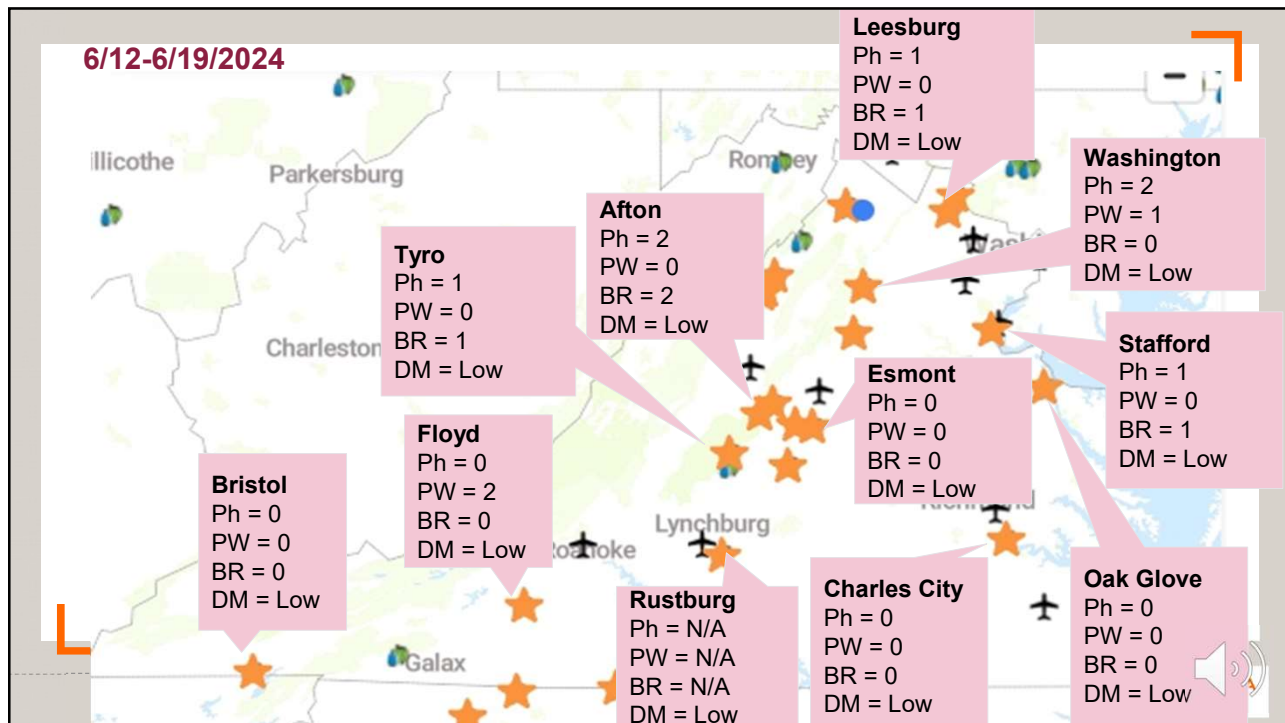 6/12-6/19/2024
Leesburg
Ph = 1
PW = 0
BR = 1
DM = Low
Washington
Ph = 2
PW = 1
BR = 0
DM = Low
Afton
Ph = 2
PW = 0
BR = 2
DM = Low
Tyro
Ph = 1
PW = 0
BR = 1
DM = Low
Stafford
Ph = 1
PW = 0
BR = 1
DM = Low
Esmont
Ph = 0
PW = 0
BR = 0
DM = Low
Floyd
Ph = 0
PW = 2
BR = 0
DM = Low
Bristol
Ph = 0
PW = 0
BR = 0
DM = Low
Rustburg
Ph = N/A
PW = N/A
BR = N/A
DM = Low
Charles City
Ph = 0
PW = 0
BR = 0
DM = Low
Oak Glove
Ph = 0
PW = 0
BR = 0
DM = Low
illicothe
Parkersburg
Romney
Washi
Charleston
Richmond
Lynchburg
Roanoke
Galax